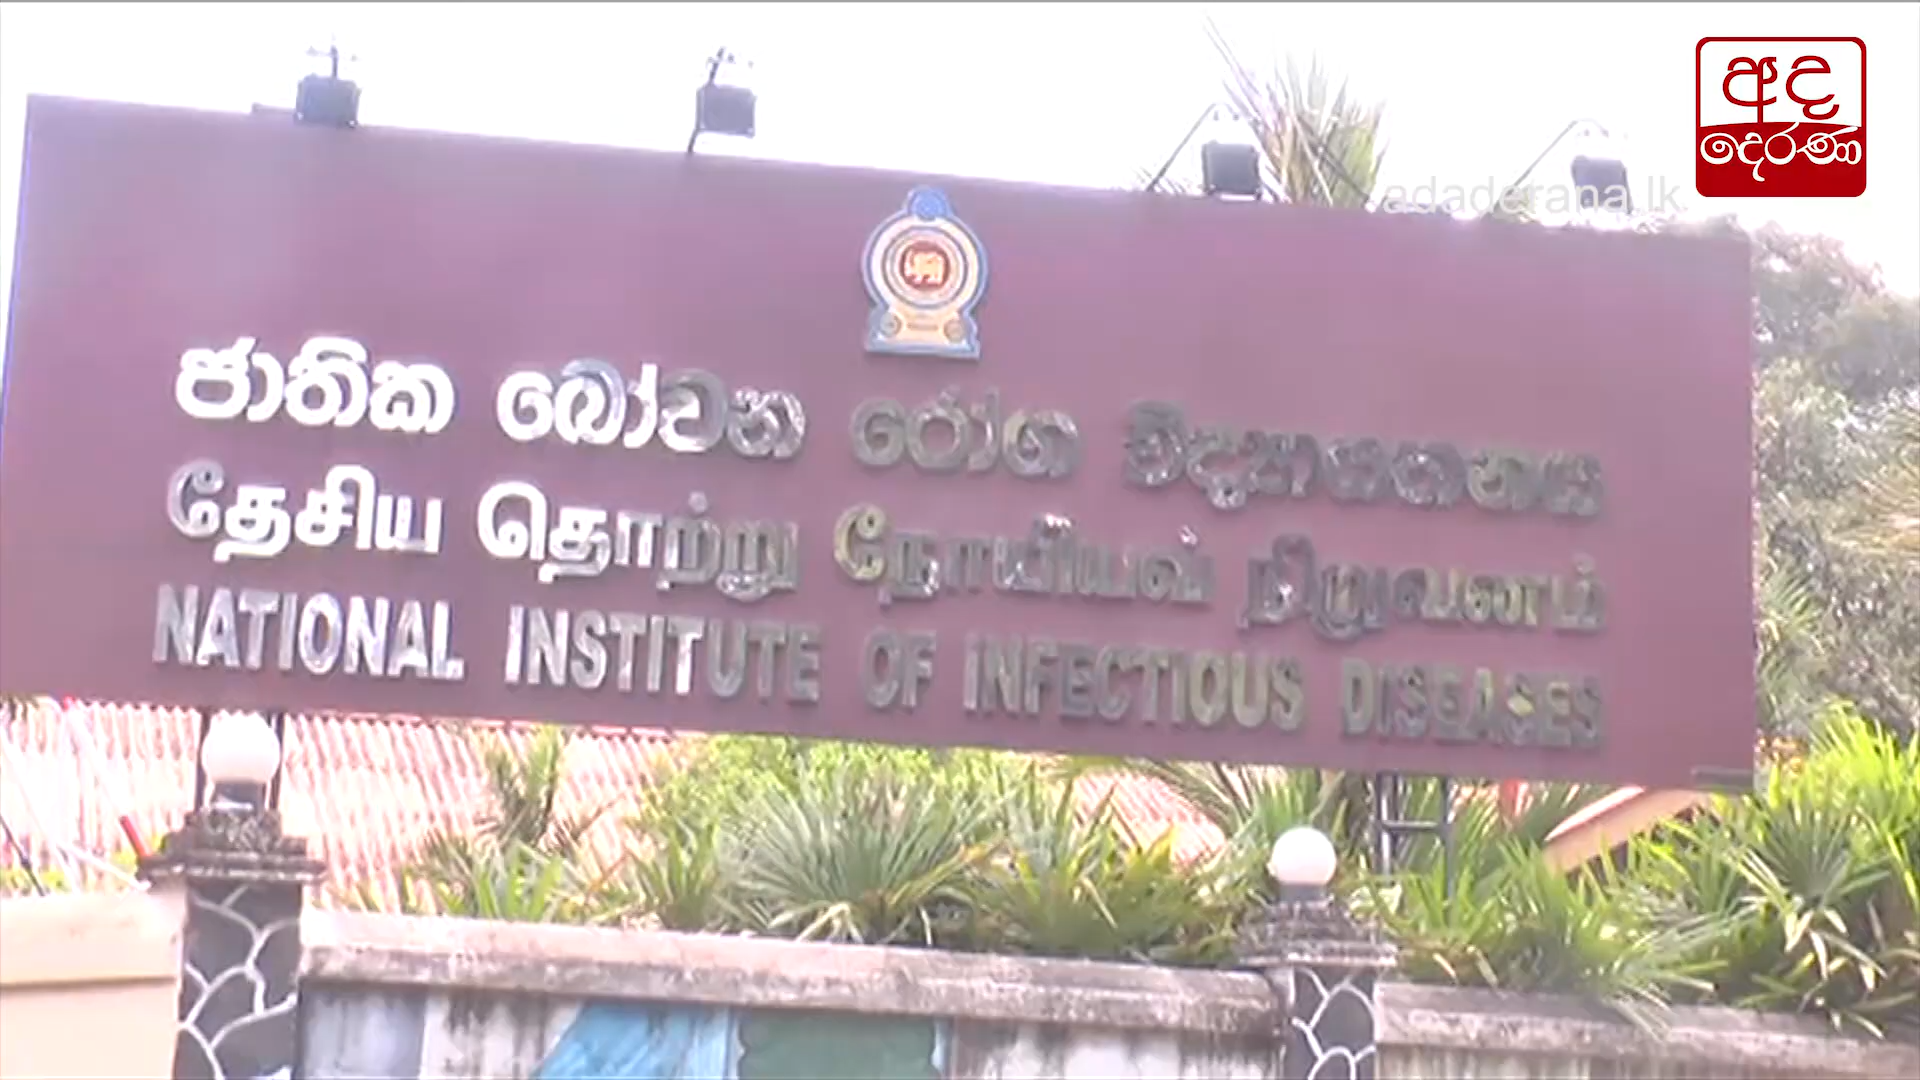 අද
දෙරණ
adaderana.lk
ජාතික බෝවන රෝග විද්‍යායතනය
தேசிய தொற்று நோயியல் நிறுவனம்
NATIONAL INSTITUTE OF INFECTIOUS DISEASES